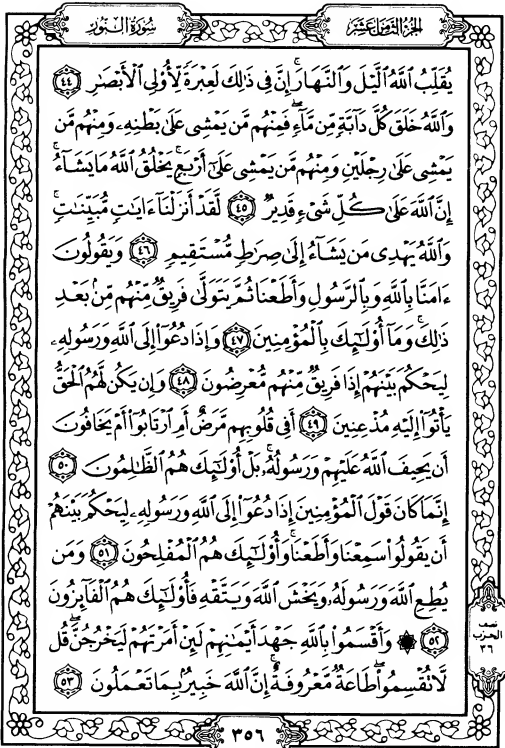 الجزء الثامن عشر
سورة النور
يُقَلِّبُ ٱللَّهُ ٱلَّيْلَ وَٱلنَّهَارَۚ إِنَّ فِى ذَٰلِكَ لَعِبْرَةً لِّأُو۟لِى ٱلْأَبْصَٰرِ ٤٤
وَٱللَّهُ خَلَقَ كُلَّ دَآبَّةٍ مِّن مَّآءٍۖ فَمِنْهُم مَّن يَمْشِى عَلَىٰ بَطْنِهِۦ وَمِنْهُم مَّن
يَمْشِى عَلَىٰ رِجْلَيْنِ وَمِنْهُم مَّن يَمْشِى عَلَىٰٓ أَرْبَعٍۚ يَخْلُقُ ٱللَّهُ مَا يَشَآءُۚ
إِنَّ ٱللَّهَ عَلَىٰ كُلِّ شَىْءٍ قَدِيرٌ ٤٥ لَّقَدْ أَنزَلْنَآ ءَايَٰتٍ مُّبَيِّنَٰتٍۚ
وَٱللَّهُ يَهْدِى مَن يَشَآءُ إِلَىٰ صِرَٰطٍ مُّسْتَقِيمٍ ٤٦ وَيَقُولُونَ
ءَامَنَّا بِٱللَّهِ وَبِٱلرَّسُولِ وَأَطَعْنَا ثُمَّ يَتَوَلَّىٰ فَرِيقٌ مِّنْهُم مِّنۢ بَعْدِ
ذَٰلِكَۚ وَمَآ أُو۟لَٰٓئِكَ بِٱلْمُؤْمِنِينَ ٤٧ وَإِذَا دُعُوٓا۟ إِلَى ٱللَّهِ وَرَسُولِهِۦ
لِيَحْكُمَ بَيْنَهُمْ إِذَا فَرِيقٌ مِّنْهُم مُّعْرِضُونَ ٤٨ وَإِن يَكُن لَّهُمُ ٱلْحَقُّ
يَأْتُوٓا۟ إِلَيْهِ مُذْعِنِينَ ٤٩ أَفِى قُلُوبِهِم مَّرَضٌ أَمِ ٱرْتَابُوٓا۟ أَمْ يَخَافُونَ
أَن يَحِيفَ ٱللَّهُ عَلَيْهِمْ وَرَسُولُهُۥۚ بَلْ أُو۟لَٰٓئِكَ هُمُ ٱلظَّٰلِمُونَ ٥٠
إِنَّمَا كَانَ قَوْلَ ٱلْمُؤْمِنِينَ إِذَا دُعُوٓا۟ إِلَى ٱللَّهِ وَرَسُولِهِۦ لِيَحْكُمَ بَيْنَهُمْ
أَن يَقُولُوا۟ سَمِعْنَا وَأَطَعْنَاۚ وَأُو۟لَٰٓئِكَ هُمُ ٱلْمُفْلِحُونَ ٥١ وَمَن
يُطِعِ ٱللَّهَ وَرَسُولَهُۥ وَيَخْشَ ٱللَّهَ وَيَتَّقْهِ فَأُو۟لَٰٓئِكَ هُمُ ٱلْفَآئِزُونَ
٥٢ ۞ وَأَقْسَمُوا۟ بِٱللَّهِ جَهْدَ أَيْمَٰنِهِمْ لَئِنْ أَمَرْتَهُمْ لَيَخْرُجُنَّۖ قُل
لَّا تُقْسِمُوا۟ۖ طَاعَةٌ مَّعْرُوفَةٌۚ إِنَّ ٱللَّهَ خَبِيرٌۢ بِمَا تَعْمَلُونَ ٥٣
نصف
الحزب
٣٦
٣٥٦